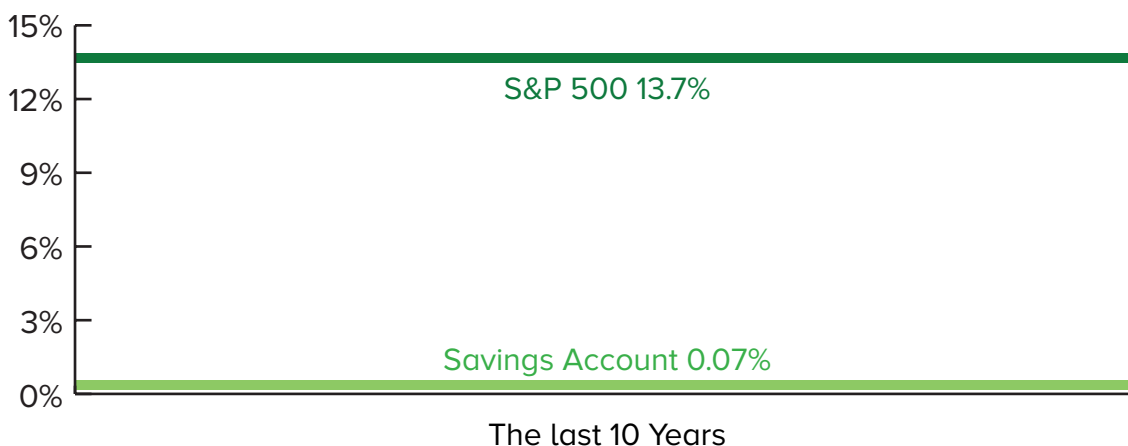 15%
S&P 500 13.7%
12%
9%
6%
3%
Savings Account 0.07%
0%
The last 10 Years